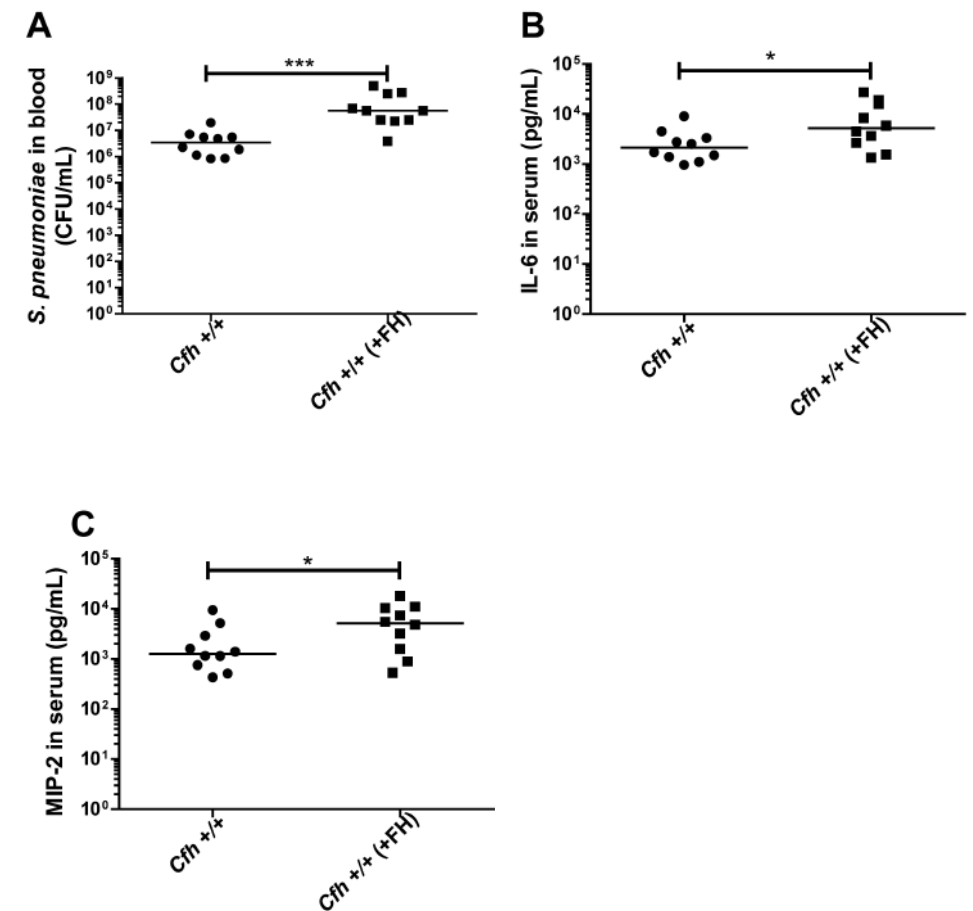 A
***
S. pneumoniae in blood
(CFU/mL)
10⁹
10⁸
10⁷
10⁶
10⁵
10⁴
10³
10²
10¹
10⁰
Cfh +/+
Cfh +/+ (+FH)
B
*
IL-6 in serum (pg/mL)
10⁵
10⁴
10³
10²
10¹
10⁰
Cfh +/+
Cfh +/+ (+FH)
C
*
MIP-2 in serum (pg/mL)
10⁵
10⁴
10³
10²
10¹
10⁰
Cfh +/+
Cfh +/+ (+FH)